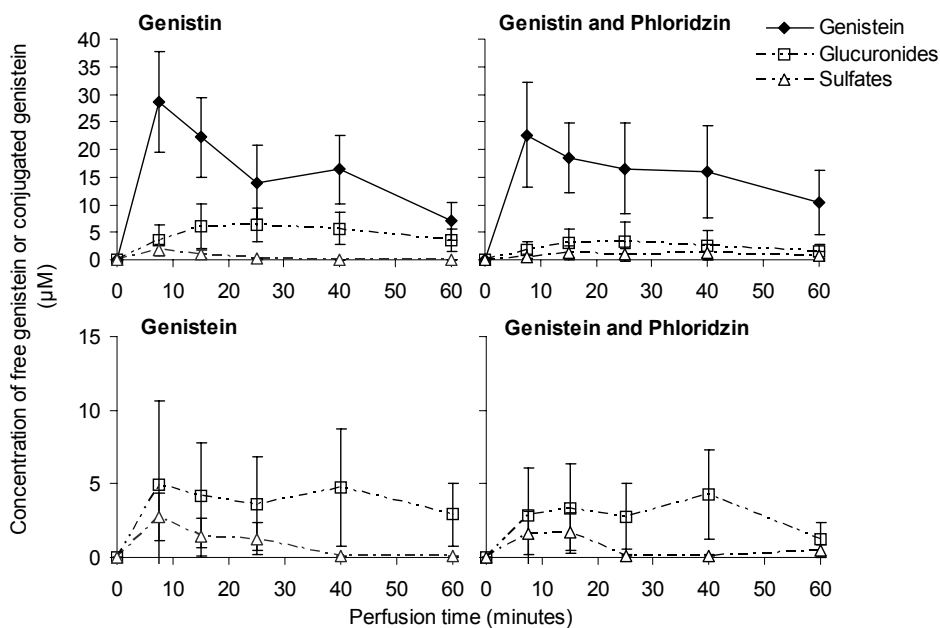 Genistin
Genistin and Phloridzin
Genistein
Glucuronides
Sulfates
40
35
30
25
20
15
10
5
0
0 10 20 30 40 50 60
0 10 20 30 40 50 60
Concentration of free genistein or conjugated genistein
(µM)
Genistein
Genistein and Phloridzin
15
10
5
0
0 10 20 30 40 50 60
0 10 20 30 40 50 60
Perfusion time (minutes)